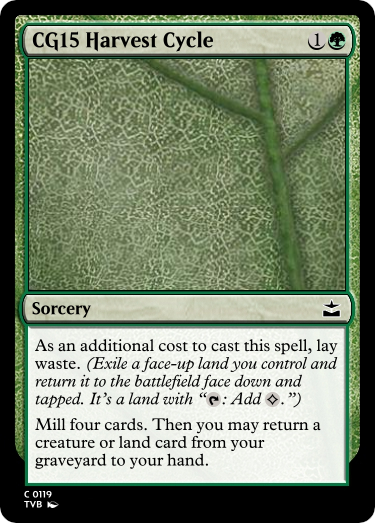 CG15 Harvest Cycle 1
Sorcery
As an additional cost to cast this spell, lay
waste. (Exile a face-up land you control and
return it to the battlefield face down and
tapped. It's a land with “: Add .”)
Mill four cards. Then you may return a
creature or land card from your
graveyard to your hand.
C 0119
TVB